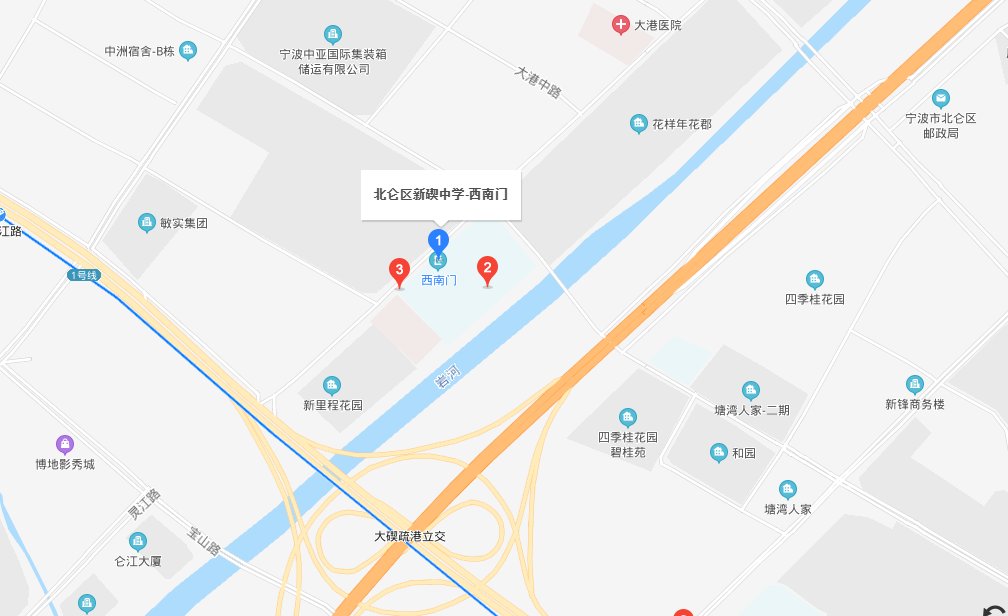 大港医院
中洲宿舍-B栋
宁波中亚国际集装箱
储运有限公司
大港中路
宁波市北仑区
邮政局
花样年花郡
北仑区新碶中学-西南门
敏实集团
江路
1号线
1
3
2
西南门
四季桂花园
岩河
新里程花园
塘湾人家-二期
新锋商务楼
四季桂花园
碧桂苑
和园
博地影秀城
塘湾人家
灵江路
宝山路
大碶疏港立交
仑江大厦